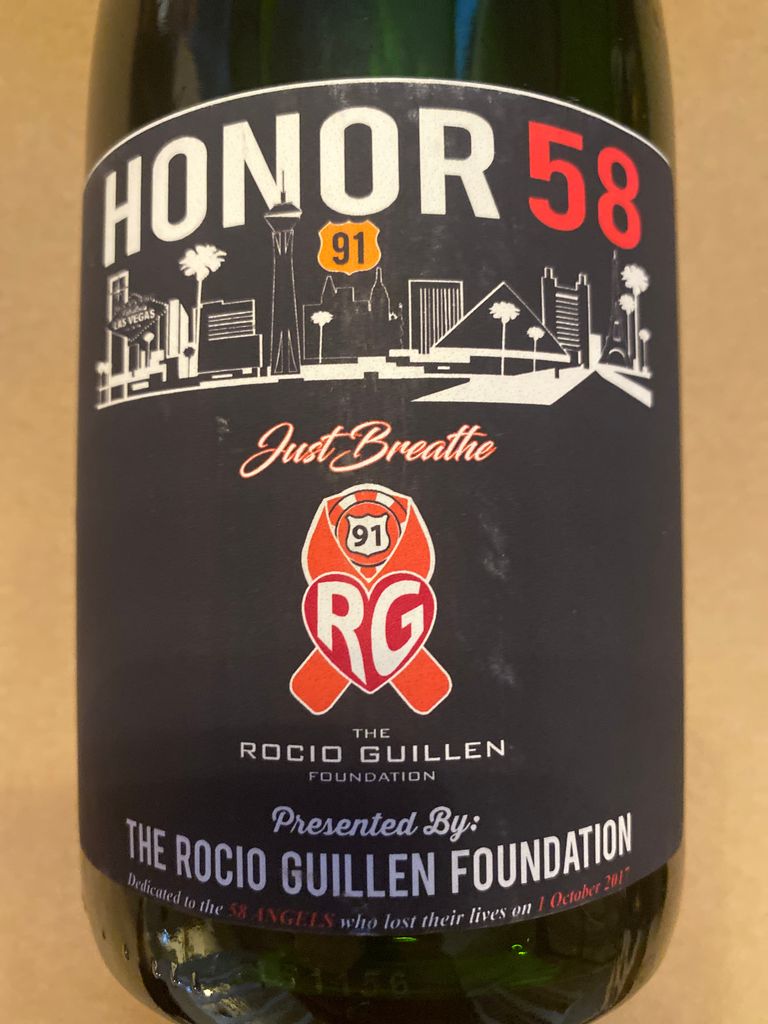 HONOR 58
91
LAS VEGAS
Just Breathe
91
RG
THE
ROCIO GUILLEN
FOUNDATION
Presented By:
THE ROCIO GUILLEN FOUNDATION
Dedicated to the 58 ANGELS who lost their lives on 1 October 2017